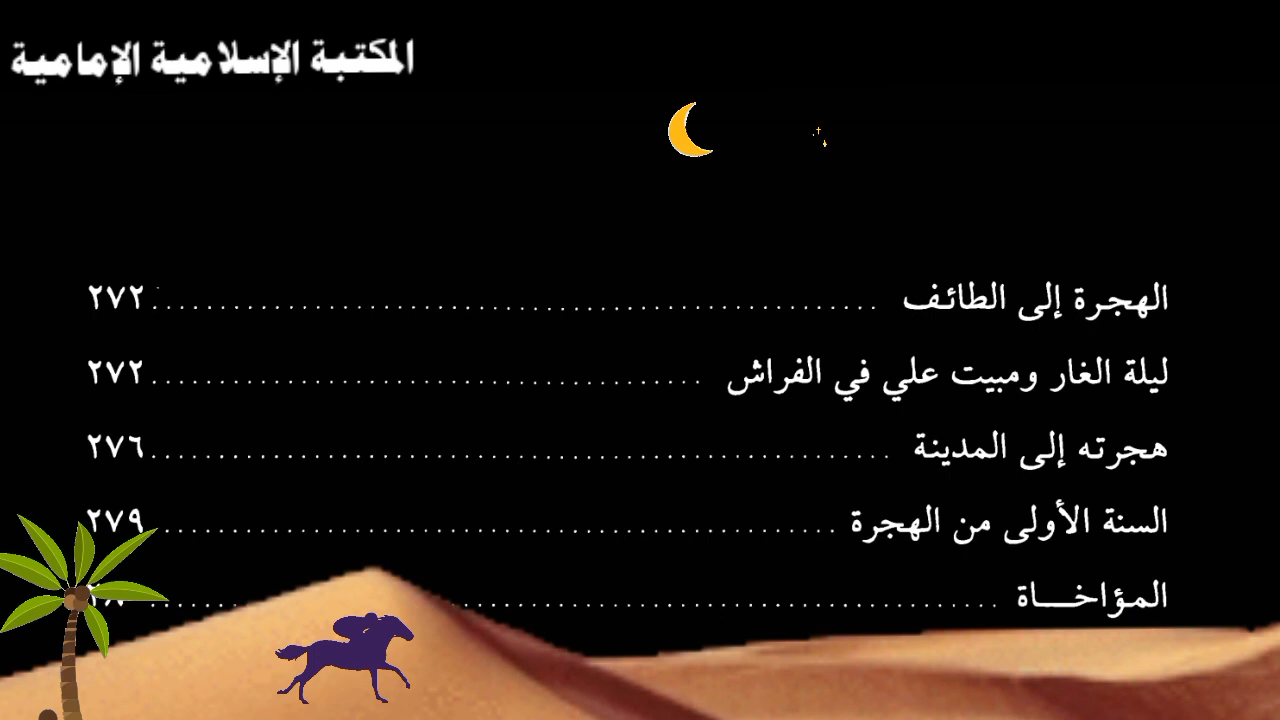 المكتبة الإسلامية الإمامية
الهجرة إلى الطائف ٢٧٢
ليلة الغار ومبيت علي في الفراش ٢٧٢
هجرته إلى المدينة ٢٧٦
السنة الأولى من الهجرة ٢٧٩
المؤاخـــاة